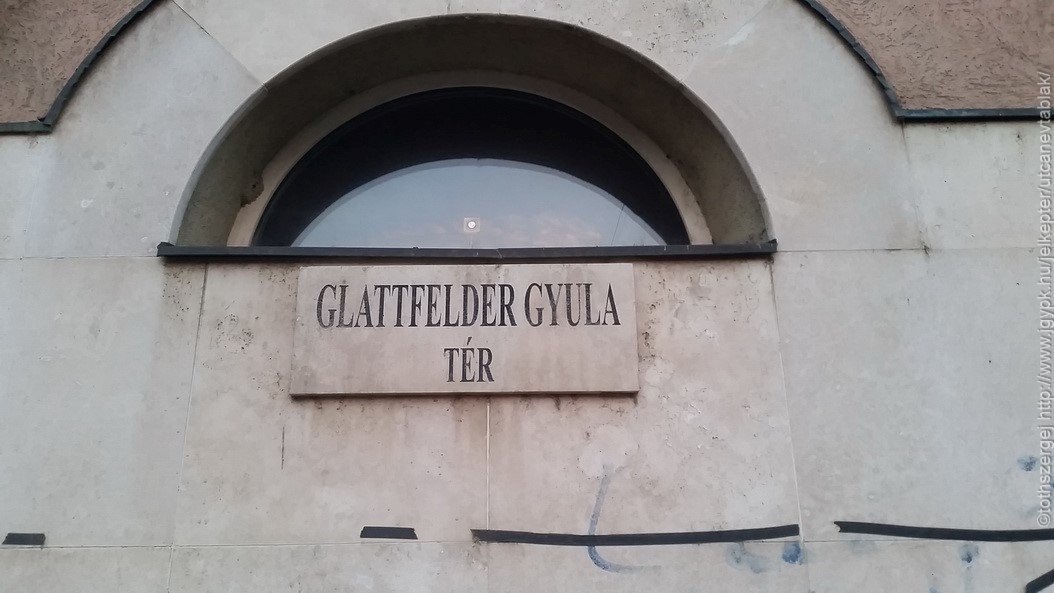 GLATTFELDER GYULA
TÉR
©tothszergej http://www.jgypk.hu/jelkepter/utcanevtablak/